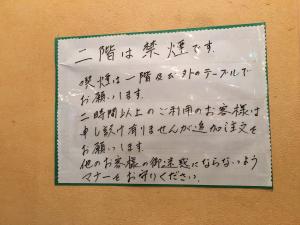 二階は禁煙です.
喫煙は一階及び外のテーブルで
お願いします.
二時間以上のご利用のお客様は
申し訳け有りませんが追加注文を
お願いします.
他のお客様の御迷惑にならないよう
マナーをお守りください.